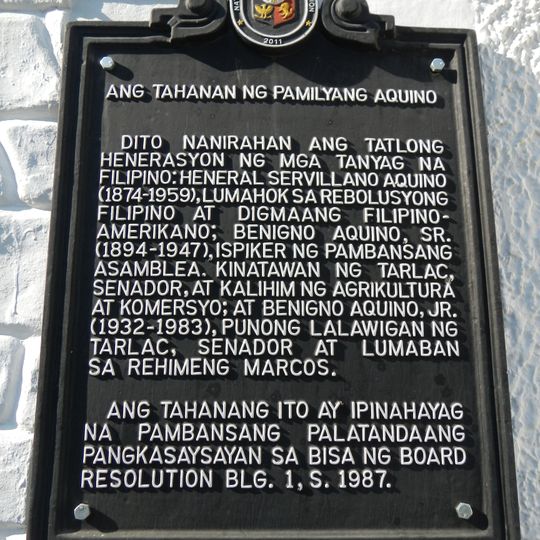 2011
ANG TAHANAN NG PAMILYANG AQUINO
DITO NANIRAHAN ANG TATLONG
HENERASYON NG MGA TANYAG NA
FILIPINO: HENERAL SERVILLANO AQUINO
(1874-1959), LUMAHOK SA REBOLUSYONG
FILIPINO AT DIGMAANG FILIPINO-
AMERIKANO; BENIGNO AQUINO, SR.
(1894-1947), ISPIKER NG PAMBANSANG
ASAMBLEA. KINATAWAN NG TARLAC,
SENADOR, AT KALIHIM NG AGRIKULTURA
AT KOMERSYO; AT BENIGNO AQUINO, JR.
(1932-1983), PUNONG LALAWIGAN NG
TARLAC, SENADOR AT LUMABAN
SA REHIMENG MARCOS.
ANG TAHANANG ITO AY IPINAHAYAG
NA PAMBANSANG PALATANDAANG
PANGKASAYSAYAN SA BISA NG BOARD
RESOLUTION BLG. 1, S. 1987.